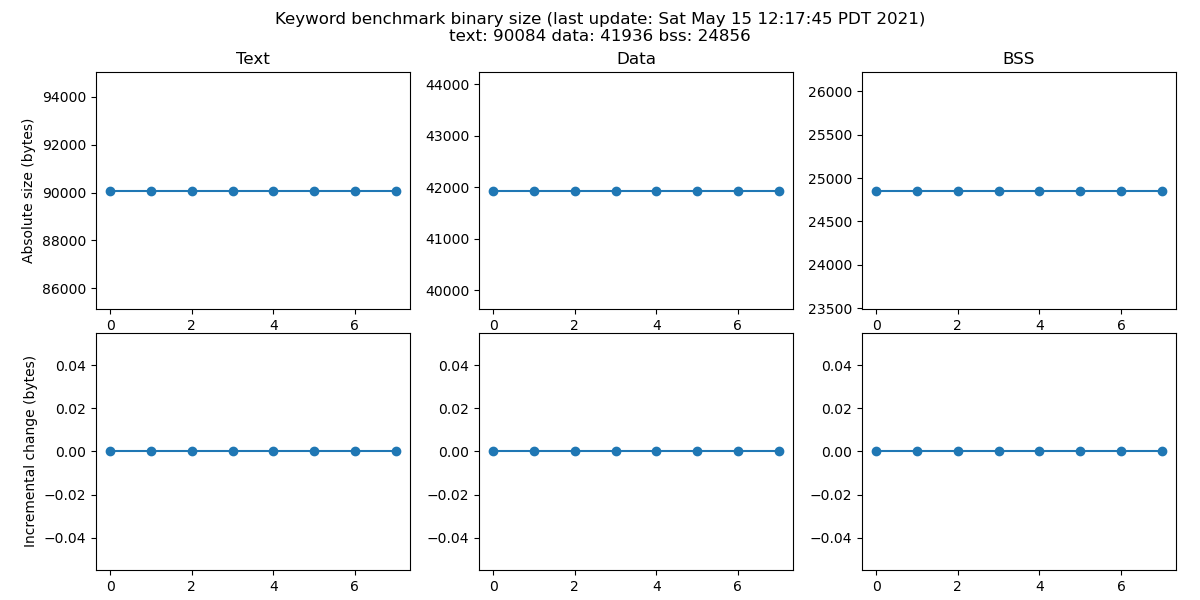 Keyword benchmark binary size (last update: Sat May 15 12:17:45 PDT 2021)
text: 90084 data: 41936 bss: 24856
Text
Data
BSS
Absolute size (bytes)
94000
92000
90000
88000
86000
0 2 4 6
44000
43000
42000
41000
40000
0 2 4 6
26000
25500
25000
24500
24000
23500
0 2 4 6
Incremental change (bytes)
0.04
0.02
0.00
−0.02
−0.04
0 2 4 6
0.04
0.02
0.00
−0.02
−0.04
0 2 4 6
0.04
0.02
0.00
−0.02
−0.04
0 2 4 6